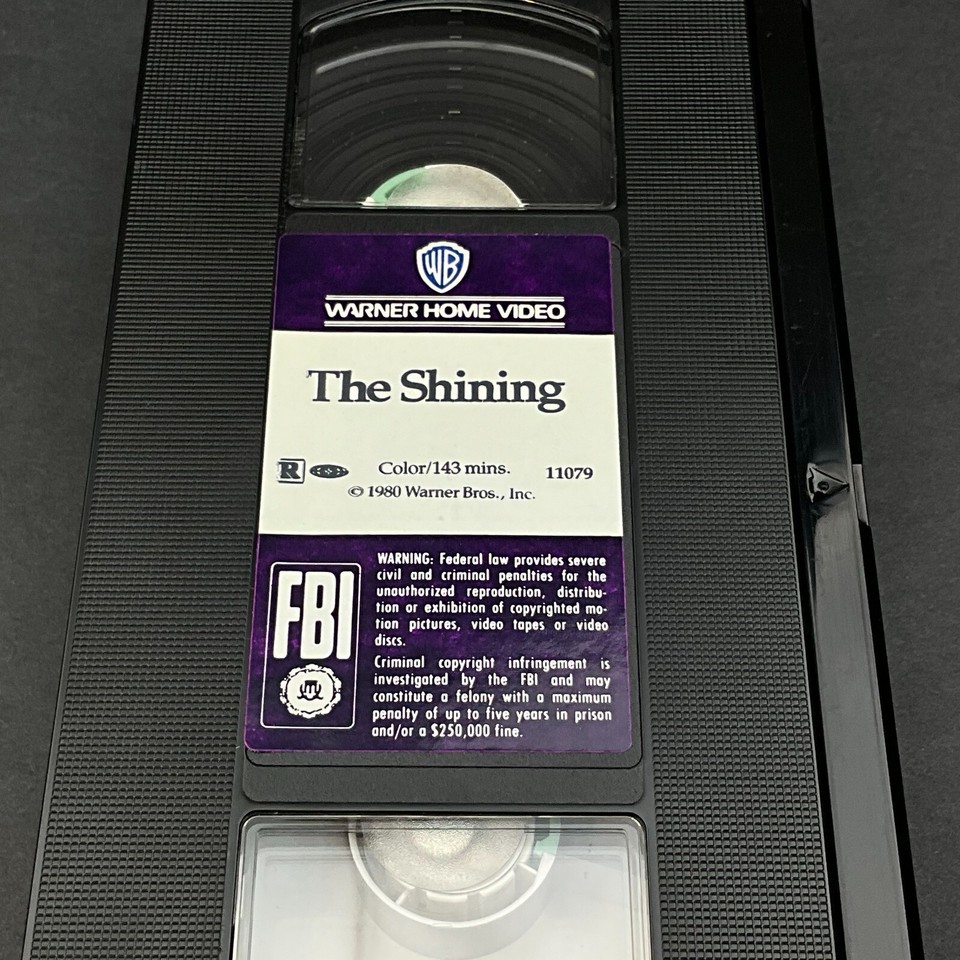 WB
WARNER HOME VIDEO
The Shining
R Color/143 mins. 11079
© 1980 Warner Bros., Inc.
FBI
WARNING: Federal law provides severe
civil and criminal penalties for the
unauthorized reproduction, distribu-
tion or exhibition of copyrighted mo-
tion pictures, video tapes or video
discs.
Criminal copyright infringement is
investigated by the FBI and may
constitute a felony with a maximum
penalty of up to five years in prison
and/or a $250,000 fine.